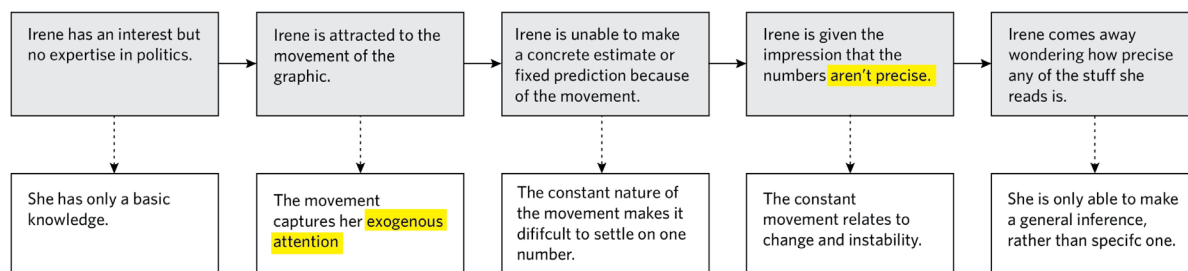 Irene has an interest but
no expertise in politics.
Irene is attracted to the
movement of the
graphic.
Irene is unable to make
a concrete estimate or
fixed prediction because
of the movement.
Irene is given the
impression that the
numbers aren't precise.
Irene comes away
wondering how precise
any of the stuff she
reads is.
She has only a basic
knowledge.
The movement
captures her exogenous
attention
The constant nature of
the movement makes it
dififcult to settle on one
number.
The constant
movement relates to
change and instability.
She is only able to make
a general inference,
rather than specifc one.